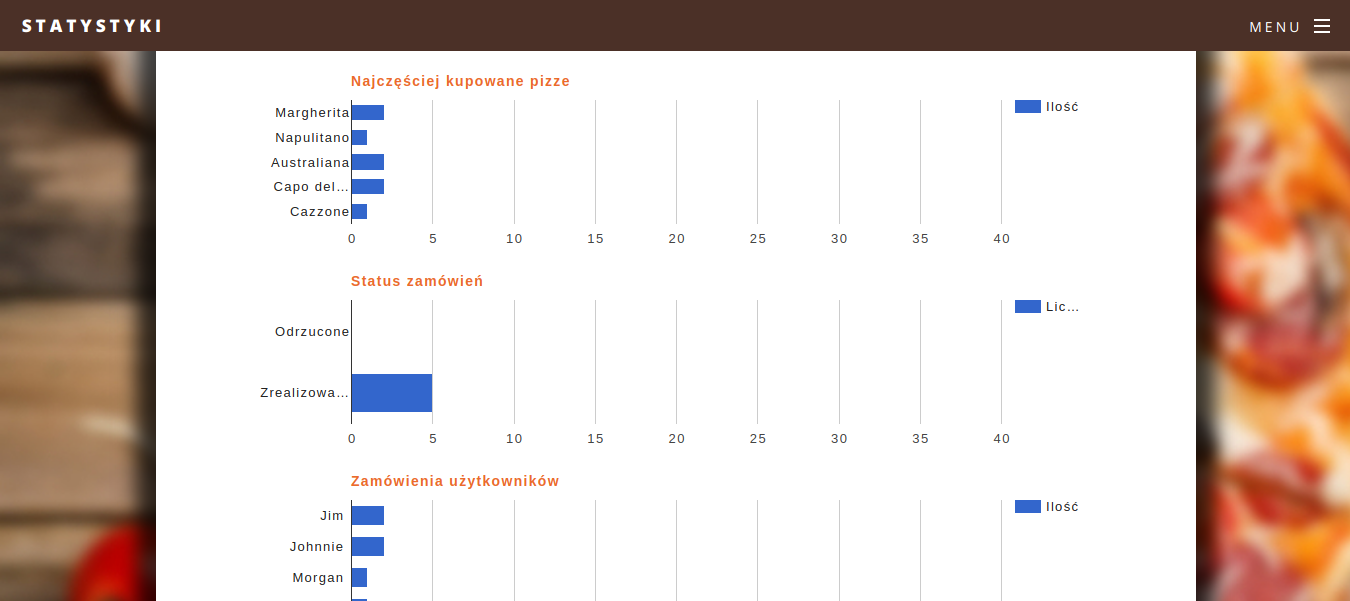 STATYSTYKI
MENU
Najczęściej kupowane pizze
Ilość
Margherita
Napulitano
Australiana
Capo del...
Cazzone
0 5 10 15 20 25 30 35 40
Status zamówień
Lic...
Odrzucone
Zrealizowa...
0 5 10 15 20 25 30 35 40
Zamówienia użytkowników
Ilość
Jim
Johnnie
Morgan